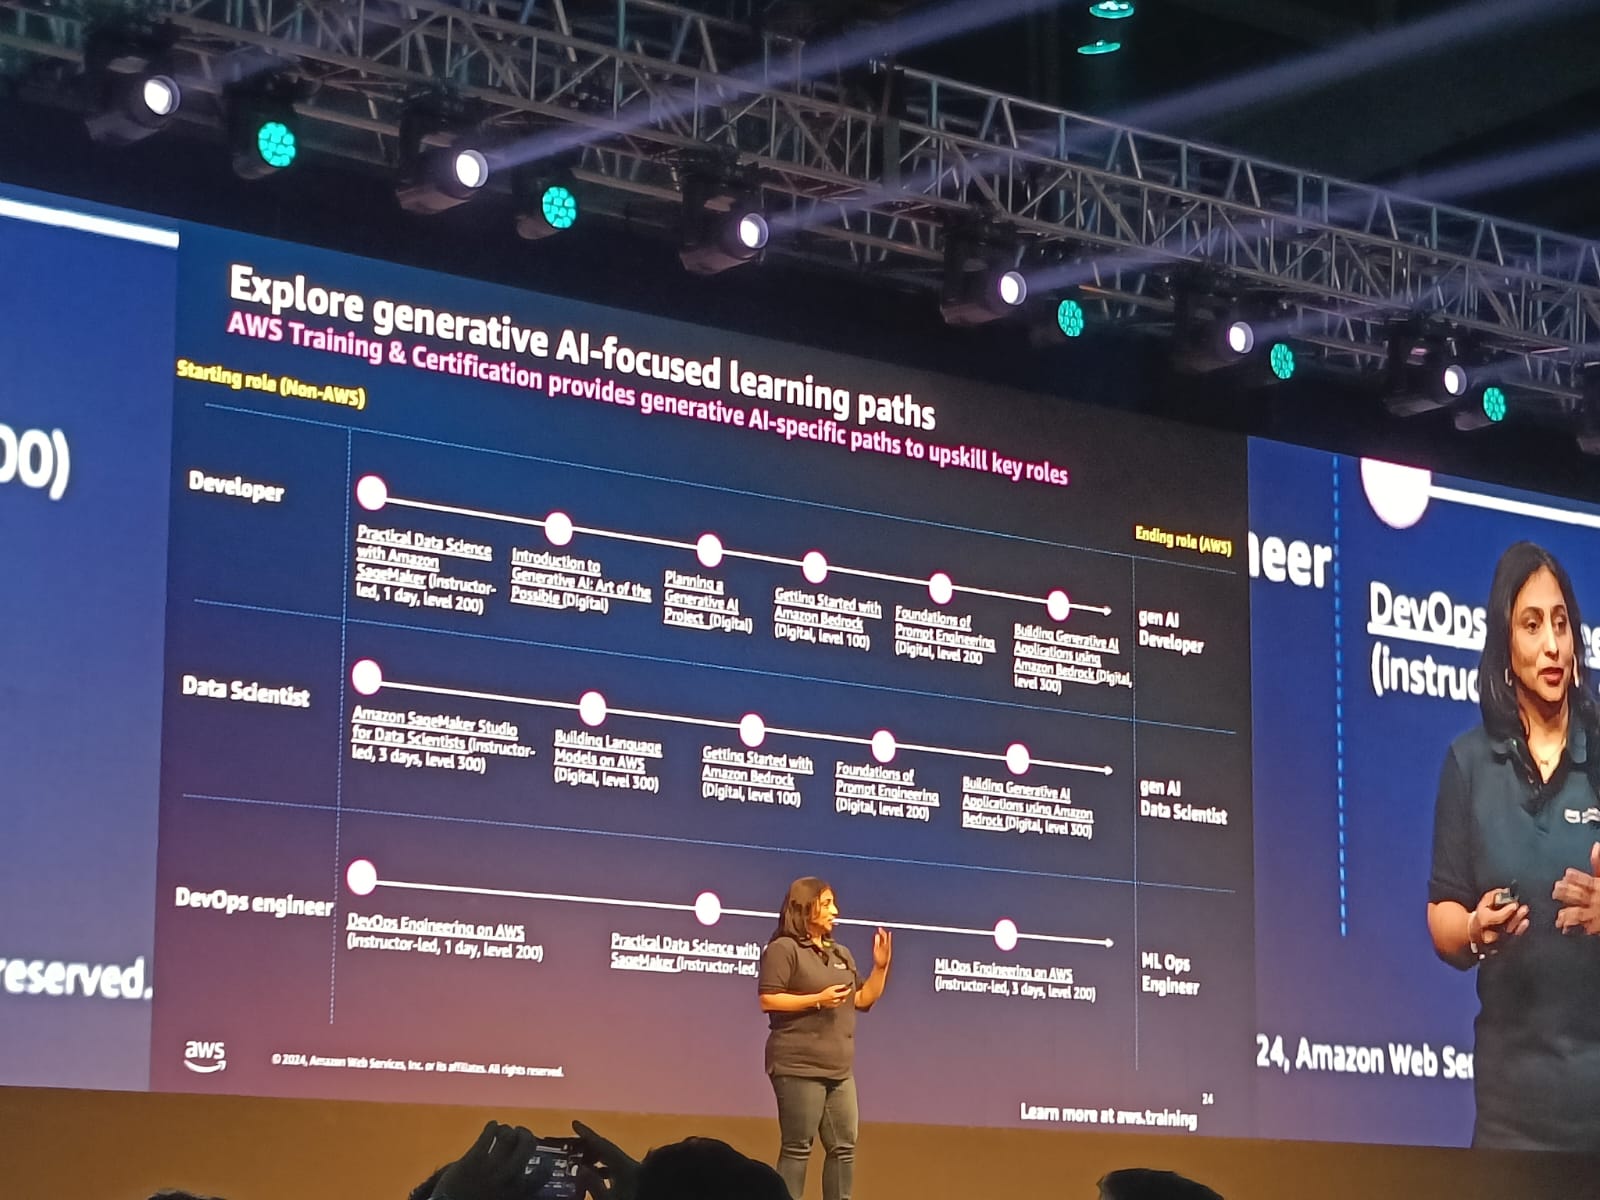 Explore generative AI-focused learning paths
AWS Training & Certification provides generative AI-specific paths to upskill key roles
Starting role (Non-AWS)
Ending role (AWS)
Developer
Practical Data Science
with Amazon
SageMaker (instructor-
led, 1 day, level 200)
Introduction to
Generative AI: Art of the
Possible (Digital)
Planning a
Generative AI
Project (Digital)
Getting Started with
Amazon Bedrock
(Digital, level 100)
Foundations of
Prompt Engineering
(Digital, level 200
Building Generative AI
Applications using
Amazon Bedrock (Digital,
level 300)
gen AI
Developer
Data Scientist
Amazon SageMaker Studio
for Data Scientists (instructor-
led, 3 days, level 300)
Building Language
Models on AWS
(Digital, level 300)
Getting Started with
Amazon Bedrock
(Digital, level 100)
Foundations of
Prompt Engineering
(Digital, level 200)
Building Generative AI
Applications using Amazon
Bedrock (Digital, level 300)
gen AI
Data Scientist
DevOps engineer
DevOps Engineering on AWS
(instructor-led, 1 day, level 200)
Practical Data Science with
SageMaker (instructor-led,
MLOps Engineering on AWS
(instructor-led, 3 days, level 200)
ML Ops
Engineer
aws
© 2024, Amazon Web Services, Inc. or its affiliates. All rights reserved.
24
Learn more at aws.training
00)
reserved.
neer
DevOps
(instruc
24, Amazon Web Ser